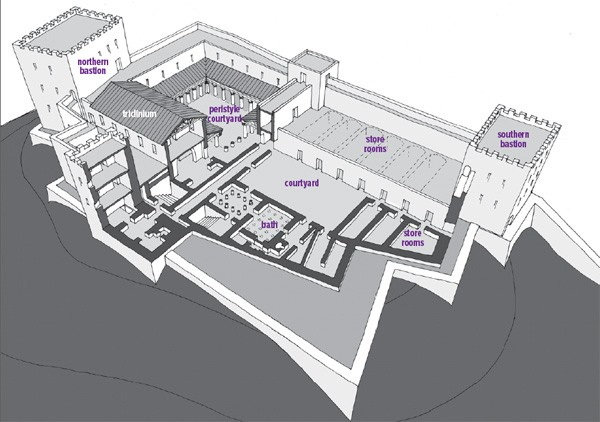 northern
bastion
triclinium
peristyle
courtyard
store
rooms
southern
bastion
courtyard
bath
store
rooms